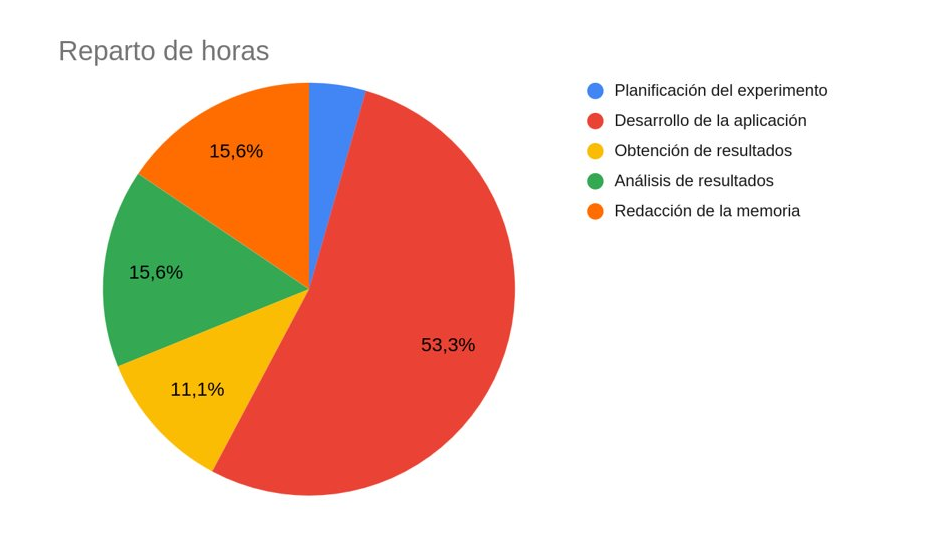 Reparto de horas
Planificación del experimento
Desarrollo de la aplicación
Obtención de resultados
Análisis de resultados
Redacción de la memoria
15,6%
15,6%
53,3%
11,1%